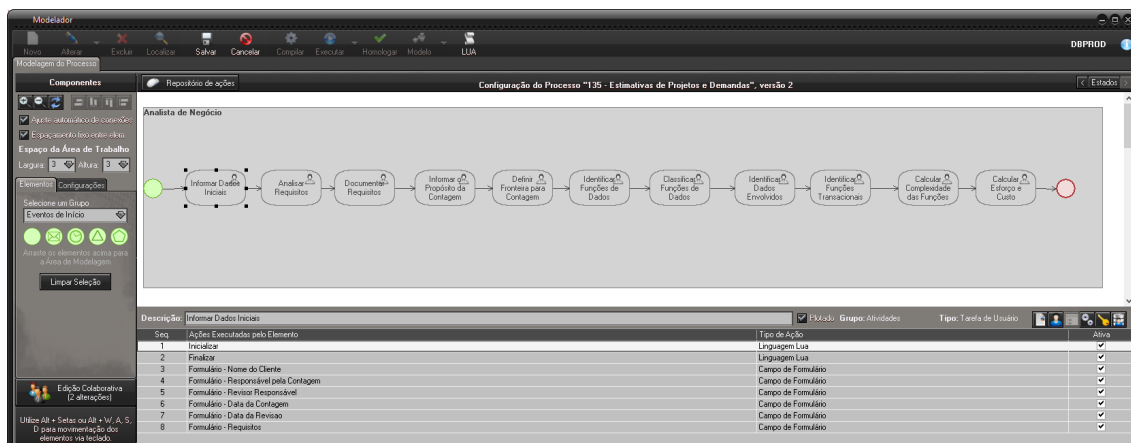 Modelador
Novo Alterar Excluir Localizar Salvar Cancelar Compilar Executar Homologar Modelo LUA
DBPROD
Modelagem do Processo
Componentes
Repositório de ações
Configuração do Processo "135 - Estimativas de Projetos e Demandas", versão 2
< Estados >
Ajuste automático de conexões
Espaçamento fixo entre elem.
Espaço da Área de Trabalho
Largura: 3 Altura: 3
Elementos Configurações
Selecione um Grupo
Eventos de Início
Arraste os elementos acima para
a Área de Modelagem
Limpar Seleção
Edição Colaborativa
(2 alterações)
Utilize Alt + Setas ou Alt + W, A, S,
D para movimentação dos
elementos via teclado.
Analista de Negócio
Informar Dados
Iniciais
Analisar
Requisitos
Documentar
Requisitos
Informar o
Propósito da
Contagem
Definir
Fronteira para
Contagem
Identificar
Funções de
Dados
Classificar
Funções de
Dados
Identificar
Dados
Envolvidos
Identificar
Funções
Transacionais
Calcular
Complexidade
das Funções
Calcular
Esforço e
Custo
Descrição: Informar Dados Iniciais Plotado Grupo: Atividades Tipo: Tarefa de Usuário
Seq. Ações Executadas pelo Elemento Tipo de Ação Ativa
1 Inicializar Linguagem Lua
2 Finalizar Linguagem Lua
3 Formulário - Nome do Cliente Campo de Formulário
4 Formulário - Responsável pela Contagem Campo de Formulário
5 Formulário - Revisor Responsável Campo de Formulário
6 Formulário - Data da Contagem Campo de Formulário
7 Formulário - Data da Revisao Campo de Formulário
8 Formulário - Requisitos Campo de Formulário